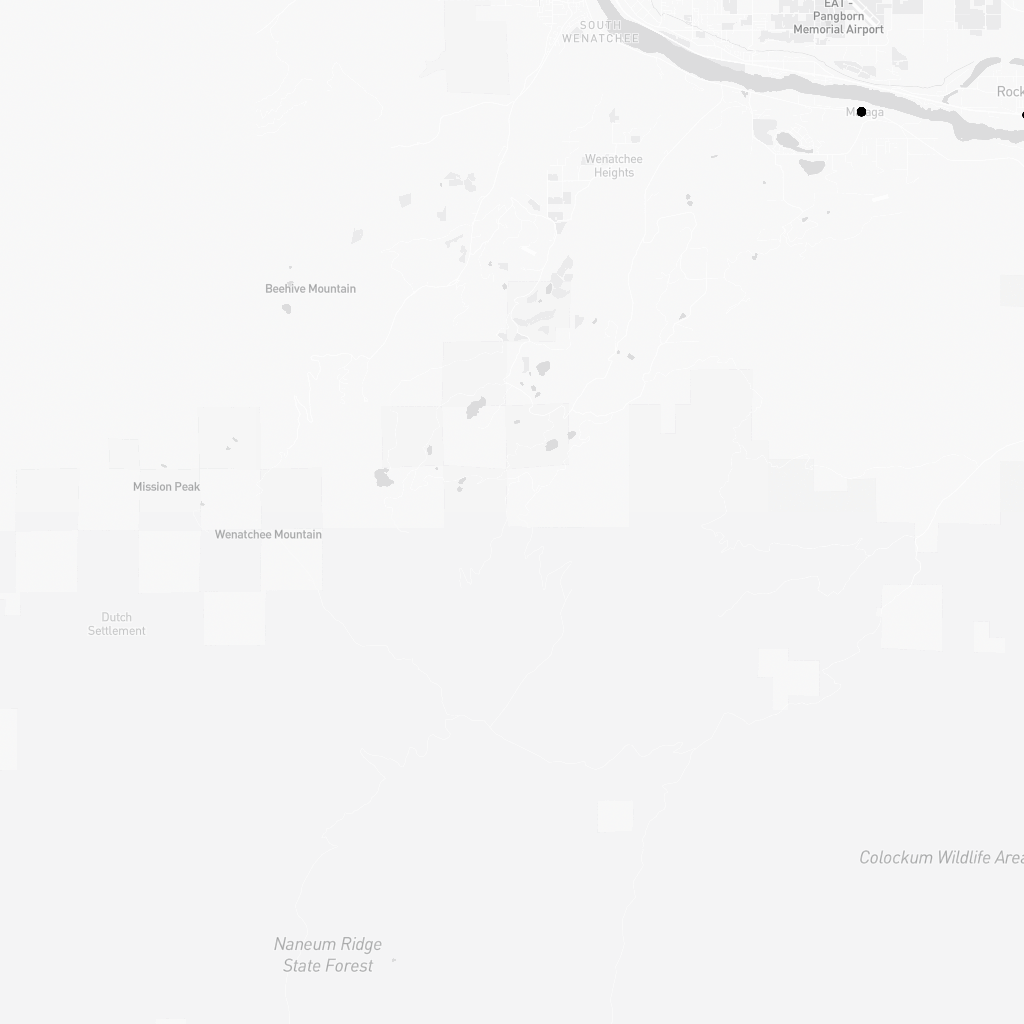 EAT -
Pangborn
Memorial Airport
SOUTH
WENATCHEE
Rock
Wenatchee
Heights
Beehive Mountain
Mission Peak
Wenatchee Mountain
Dutch
Settlement
Colockum Wildlife Area
Naneum Ridge
State Forest